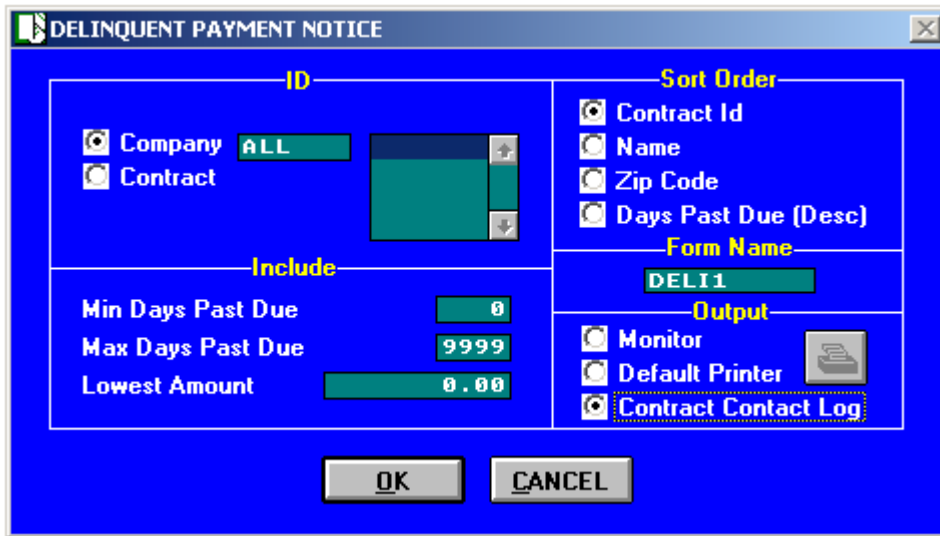 DELINQUENT PAYMENT NOTICE
ID
Company ALL
Contract
Include
Min Days Past Due 0
Max Days Past Due 9999
Lowest Amount 0.00
Sort Order
Contract Id
Name
Zip Code
Days Past Due (Desc)
Form Name
DELI1
Output
Monitor
Default Printer
Contract Contact Log
OK CANCEL